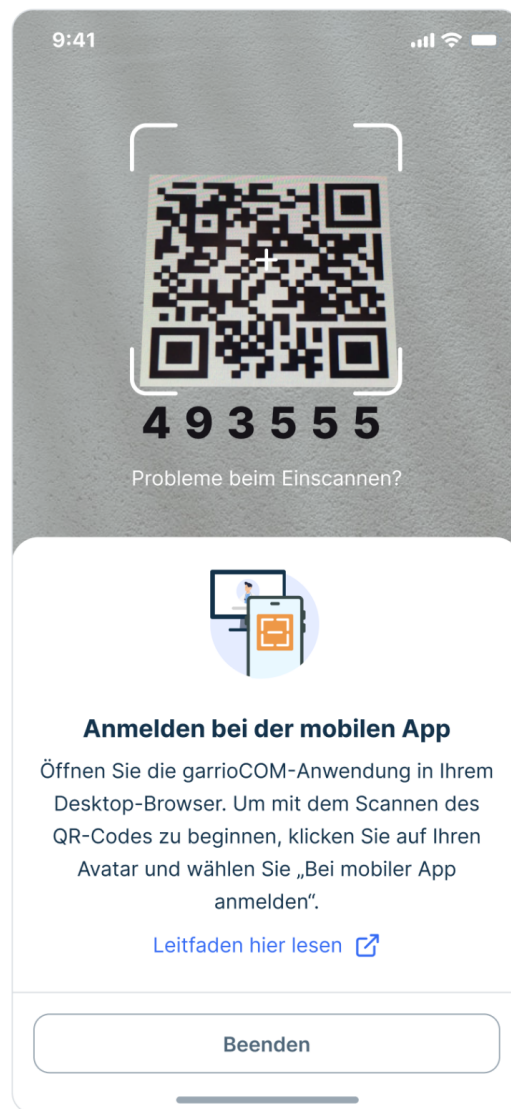 9:41
493555
Probleme beim Einscannen?
Anmelden bei der mobilen App
Öffnen Sie die garrioCOM-Anwendung in Ihrem
Desktop-Browser. Um mit dem Scannen des
QR-Codes zu beginnen, klicken Sie auf Ihren
Avatar und wählen Sie „Bei mobiler App
anmelden“.
Leitfaden hier lesen
Beenden